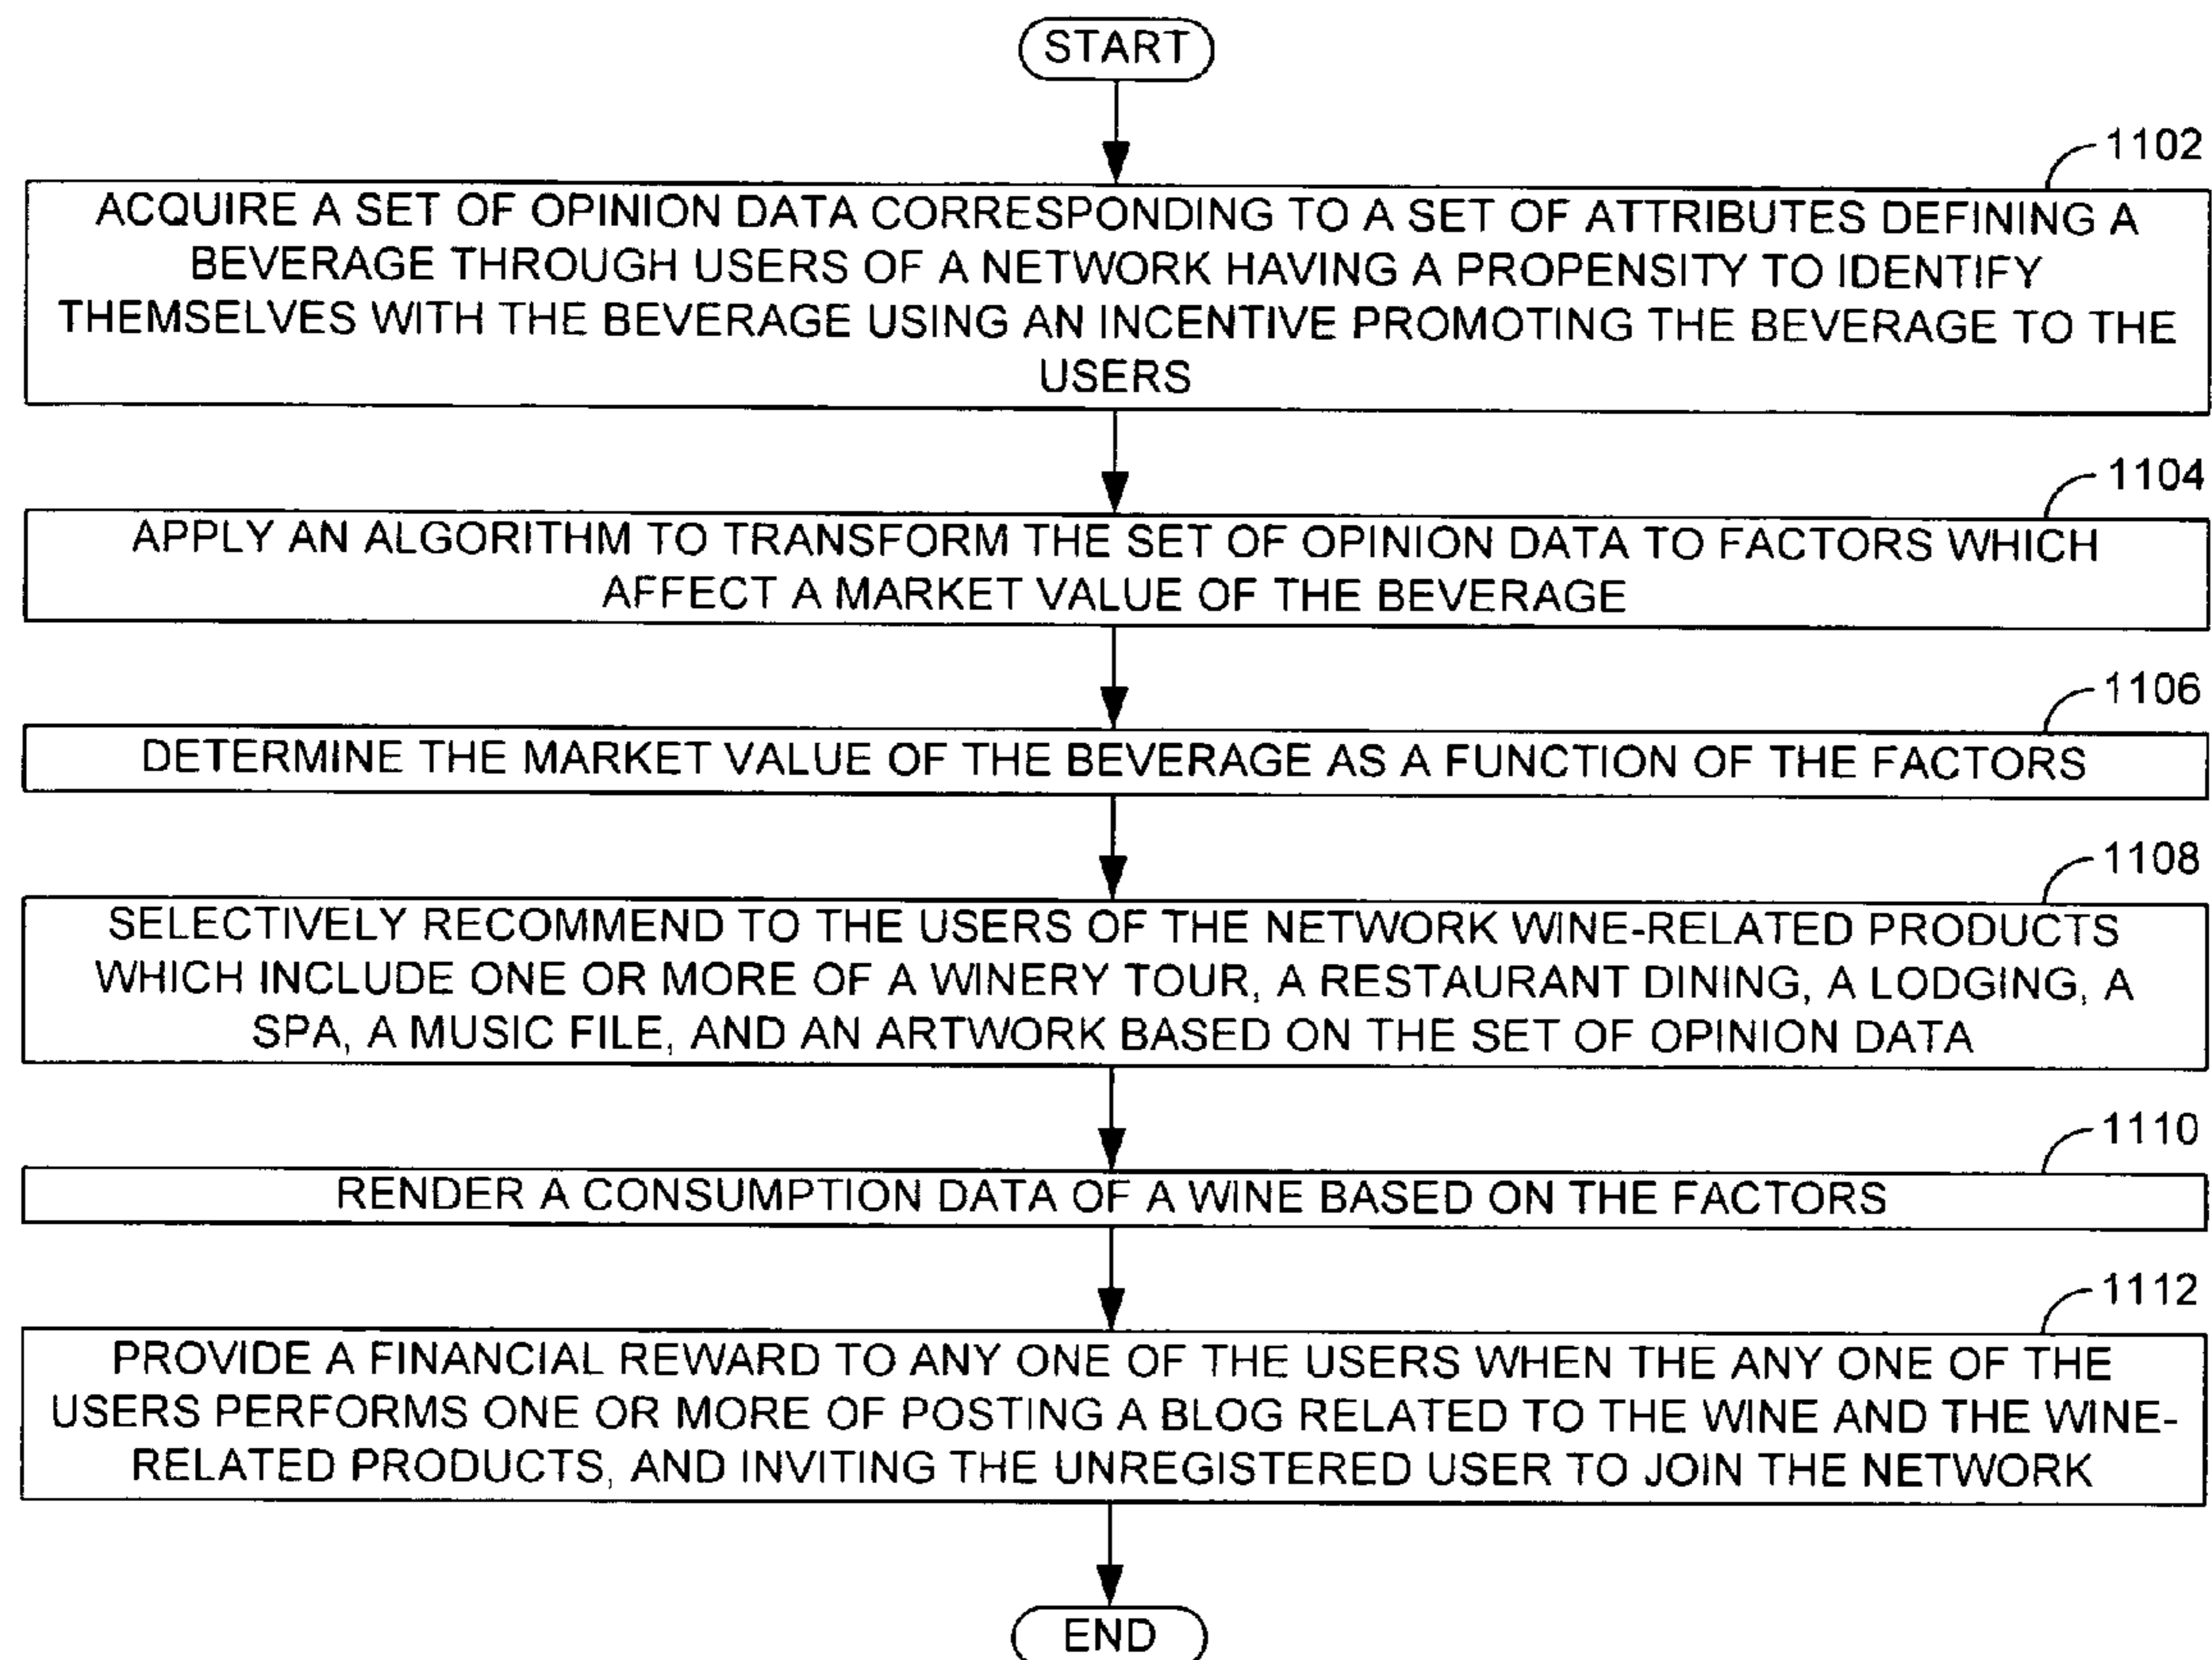 START
1102
ACQUIRE A SET OF OPINION DATA CORRESPONDING TO A SET OF ATTRIBUTES DEFINING A
BEVERAGE THROUGH USERS OF A NETWORK HAVING A PROPENSITY TO IDENTIFY
THEMSELVES WITH THE BEVERAGE USING AN INCENTIVE PROMOTING THE BEVERAGE TO THE
USERS
1104
APPLY AN ALGORITHM TO TRANSFORM THE SET OF OPINION DATA TO FACTORS WHICH
AFFECT A MARKET VALUE OF THE BEVERAGE
1106
DETERMINE THE MARKET VALUE OF THE BEVERAGE AS A FUNCTION OF THE FACTORS
1108
SELECTIVELY RECOMMEND TO THE USERS OF THE NETWORK WINE-RELATED PRODUCTS
WHICH INCLUDE ONE OR MORE OF A WINERY TOUR, A RESTAURANT DINING, A LODGING, A
SPA, A MUSIC FILE, AND AN ARTWORK BASED ON THE SET OF OPINION DATA
1110
RENDER A CONSUMPTION DATA OF A WINE BASED ON THE FACTORS
1112
PROVIDE A FINANCIAL REWARD TO ANY ONE OF THE USERS WHEN THE ANY ONE OF THE
USERS PERFORMS ONE OR MORE OF POSTING A BLOG RELATED TO THE WINE AND THE WINE-
RELATED PRODUCTS, AND INVITING THE UNREGISTERED USER TO JOIN THE NETWORK
END